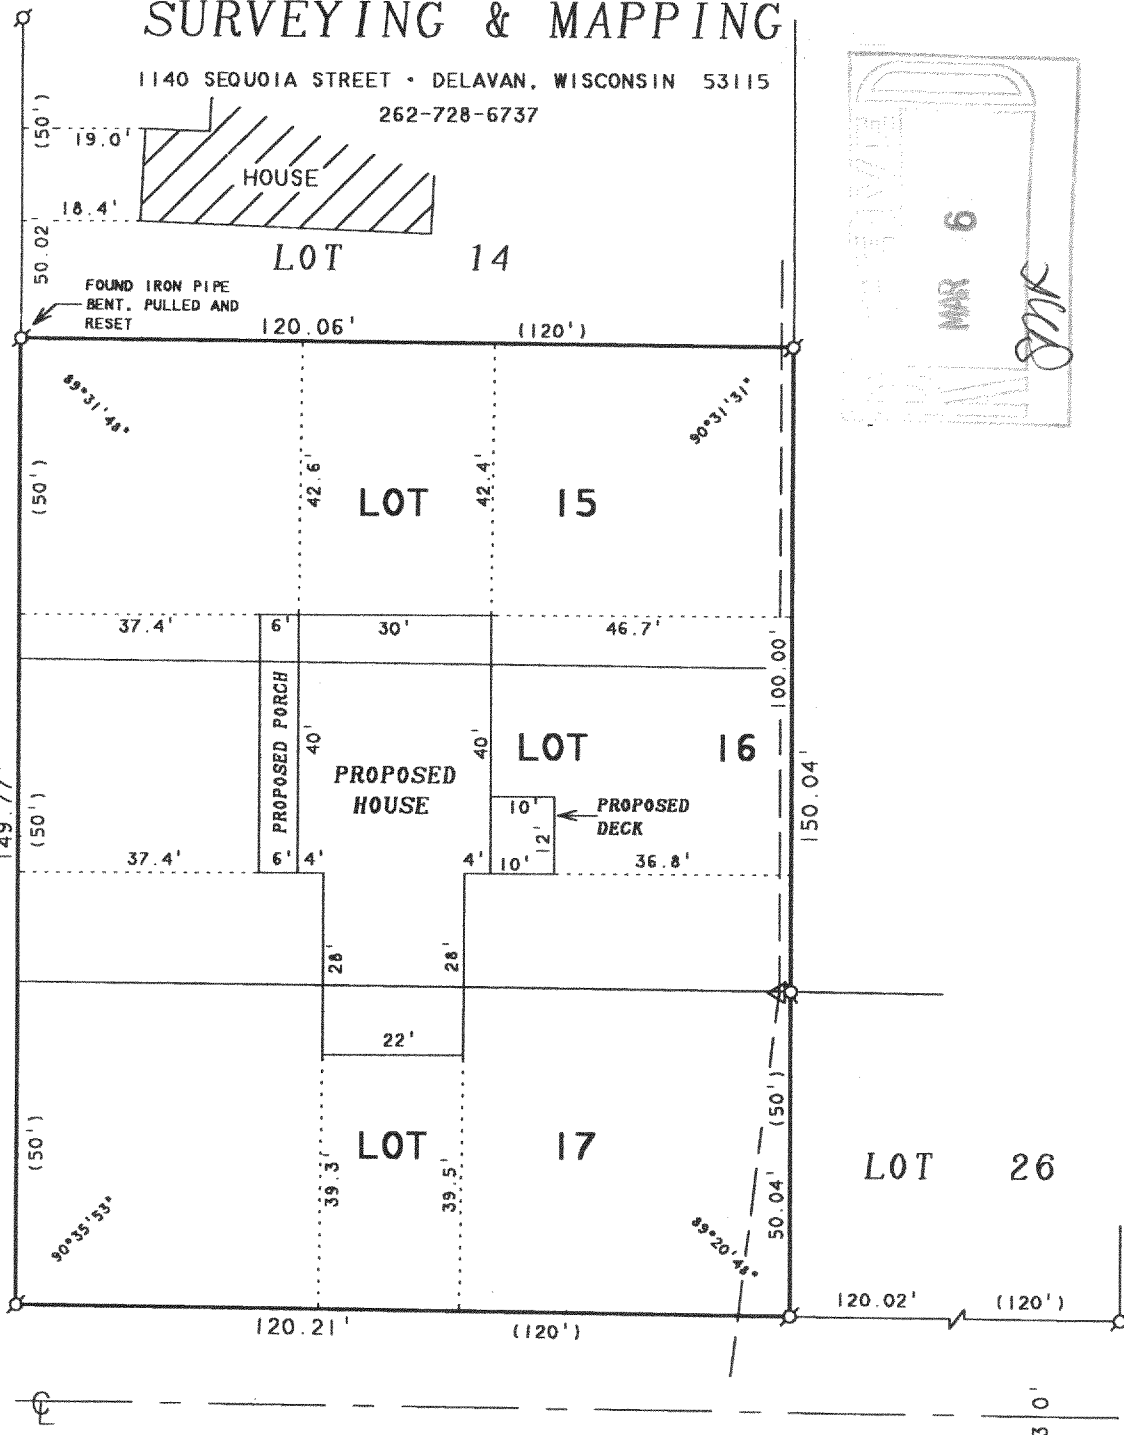 SURVEYING & MAPPING
1140 SEQUOIA STREET • DELAVAN, WISCONSIN 53115
262-728-6737
(50')
19.0'
HOUSE
18.4'
50.02
LOT 14
MAR 6
FOUND IRON PIPE
BENT, PULLED AND
RESET
120.06'
(120')
89°31'48"
90°31'31"
(50')
42.6'
LOT 15
42.4'
37.4'
6'
30'
46.7'
100.00'
PROPOSED PORCH
40'
40'
LOT 16
PROPOSED
HOUSE
10'
PROPOSED
DECK
12'
149.77'
(50')
150.04'
37.4'
6'
4'
4'
10'
36.8'
28'
28'
22'
(50')
(50')
LOT 17
39.3'
39.5'
50.04'
LOT 26
90°35'53"
89°20'48"
120.02'
(120')
120.21'
(120')